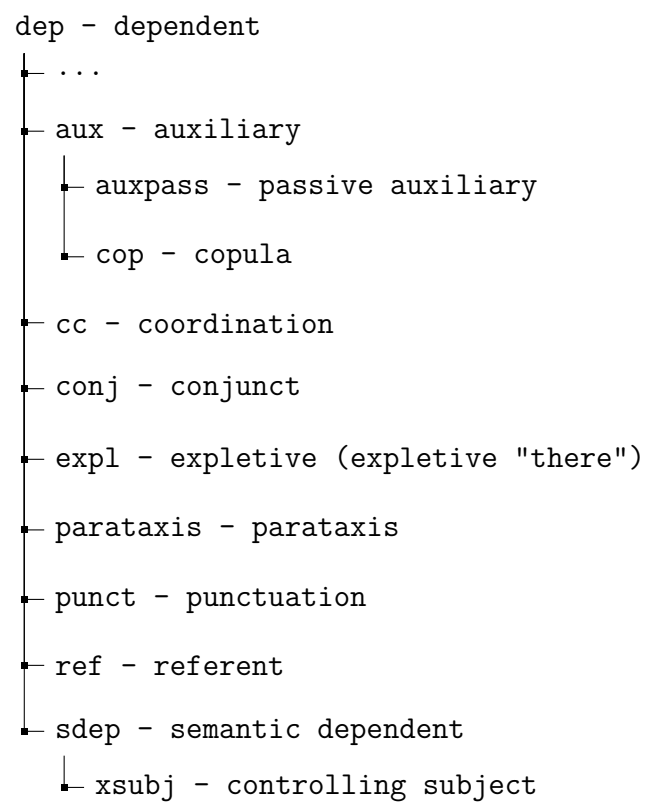 dep - dependent
...
aux - auxiliary
auxpass - passive auxiliary
cop - copula
cc - coordination
conj - conjunct
expl - expletive (expletive "there")
parataxis - parataxis
punct - punctuation
ref - referent
sdep - semantic dependent
xsubj - controlling subject